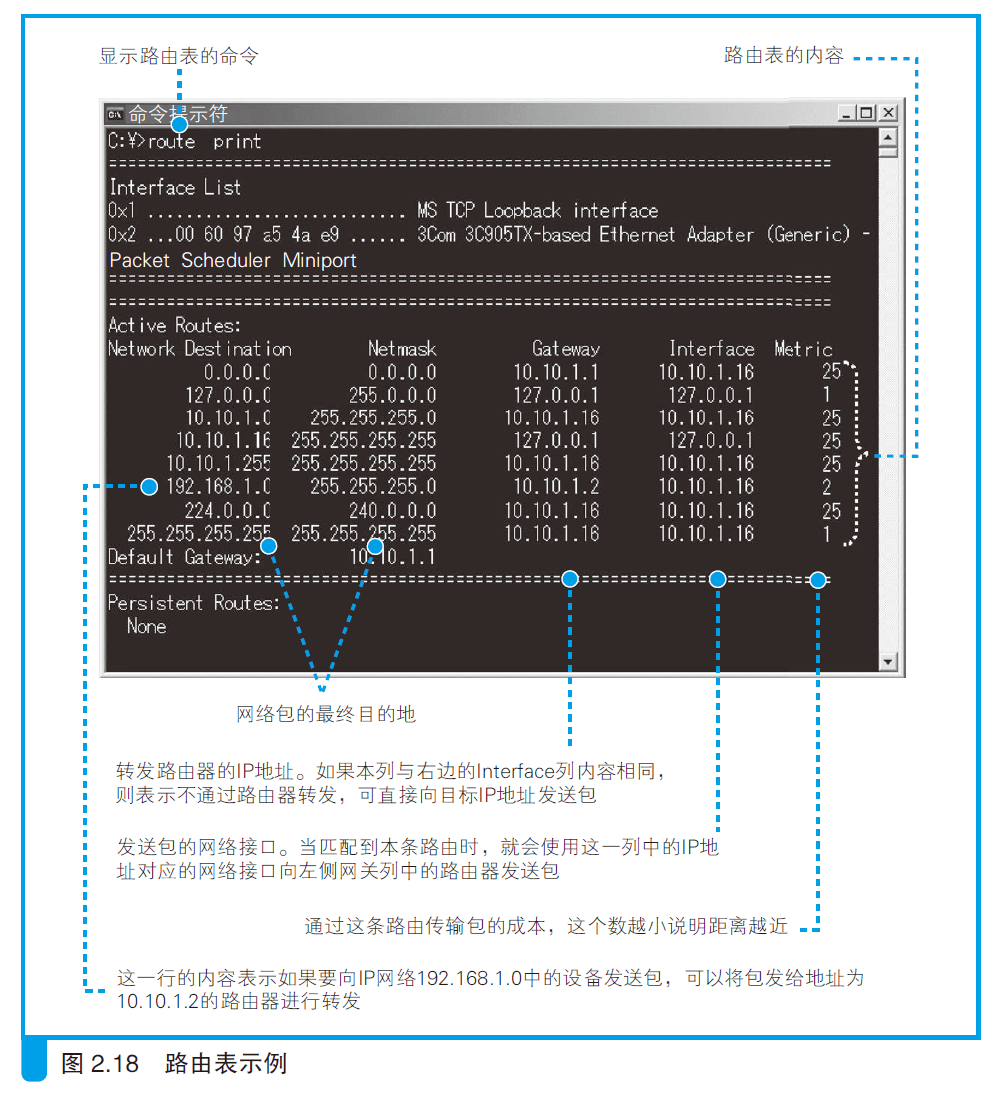 显示路由表的命令
路由表的内容
命令提示符
C:¥>route print
Interface List
0x1 ........................... MS TCP Loopback interface
0x2 ...00 60 97 a5 4a e9 ...... 3Com 3C905TX-based Ethernet Adapter (Generic) -
Packet Scheduler Miniport
Active Routes:
Network Destination Netmask Gateway Interface Metric
0.0.0.0 0.0.0.0 10.10.1.1 10.10.1.16 25
127.0.0.0 255.0.0.0 127.0.0.1 127.0.0.1 1
10.10.1.0 255.255.255.0 10.10.1.16 10.10.1.16 25
10.10.1.16 255.255.255.255 127.0.0.1 127.0.0.1 25
10.10.1.255 255.255.255.255 10.10.1.16 10.10.1.16 25
192.168.1.0 255.255.255.0 10.10.1.2 10.10.1.16 2
224.0.0.0 240.0.0.0 10.10.1.16 10.10.1.16 25
255.255.255.255 255.255.255.255 10.10.1.16 10.10.1.16 1
Default Gateway: 10.10.1.1
Persistent Routes:
None
网络包的最终目的地
转发路由器的IP地址。如果本列与右边的Interface列内容相同，
则表示不通过路由器转发，可直接向目标IP地址发送包
发送包的网络接口。当匹配到本条路由时，就会使用这一列中的IP地
址对应的网络接口向左侧网关列中的路由器发送包
通过这条路由传输包的成本，这个数越小说明距离越近
这一行的内容表示如果要向IP网络192.168.1.0中的设备发送包，可以将包发给地址为
10.10.1.2的路由器进行转发
图 2.18 路由表示例